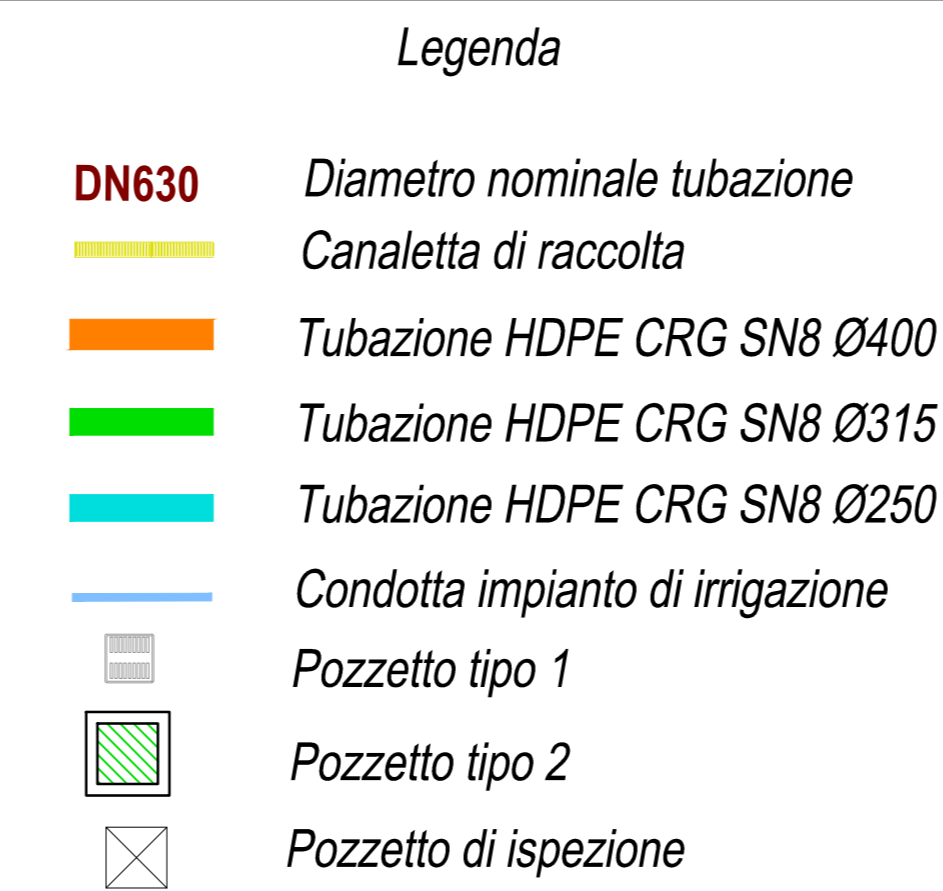 Legenda
DN630 Diametro nominale tubazione
Canaletta di raccolta
Tubazione HDPE CRG SN8 Ø400
Tubazione HDPE CRG SN8 Ø315
Tubazione HDPE CRG SN8 Ø250
Condotta impianto di irrigazione
Pozzetto tipo 1
Pozzetto tipo 2
Pozzetto di ispezione